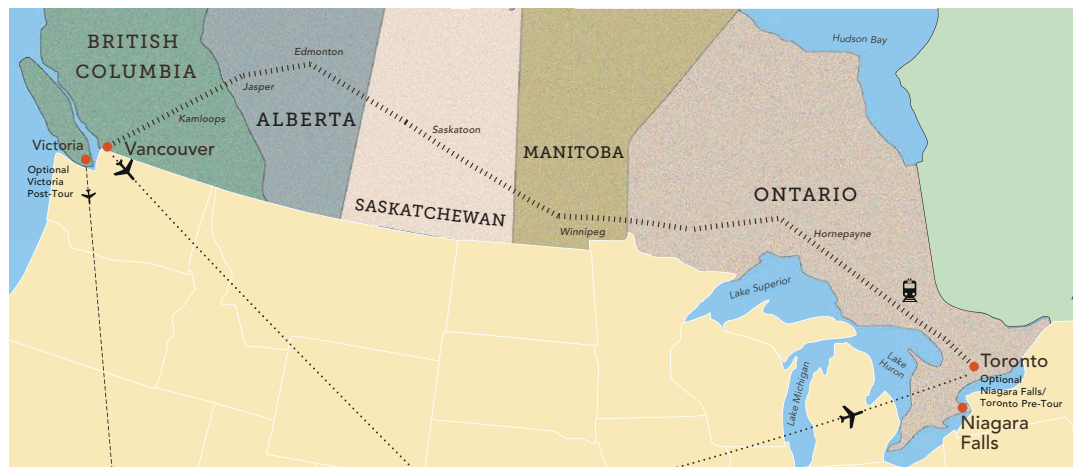 BRITISH
COLUMBIA
Hudson Bay
Edmonton
Jasper
Kamloops
ALBERTA
Saskatoon
Victoria
Vancouver
MANITOBA
Optional
Victoria
Post-Tour
SASKATCHEWAN
ONTARIO
Winnipeg
Hornepayne
Lake Superior
Lake
Huron
Lake Michigan
Toronto
Optional
Niagara Falls/
Toronto Pre-Tour
Niagara
Falls